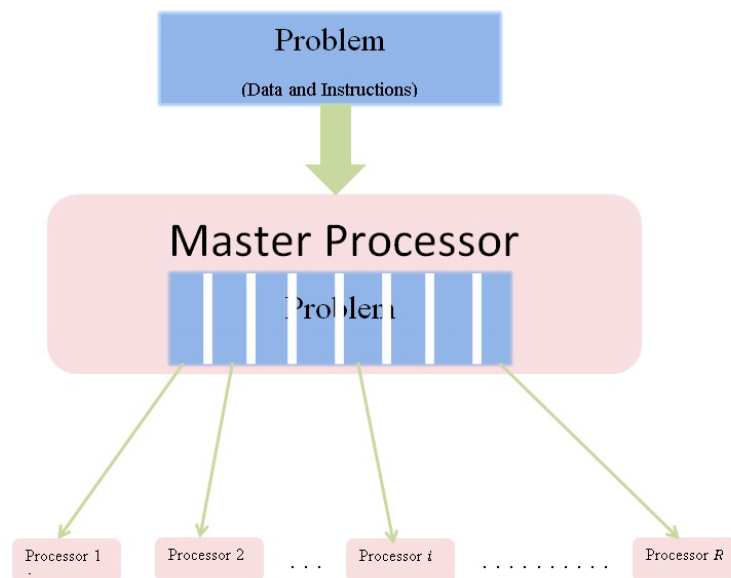 Problem
(Data and Instructions)
Master Processor
Problem
Processor 1 Processor 2 . . . Processor i . . . . . . . . . . Processor R
.